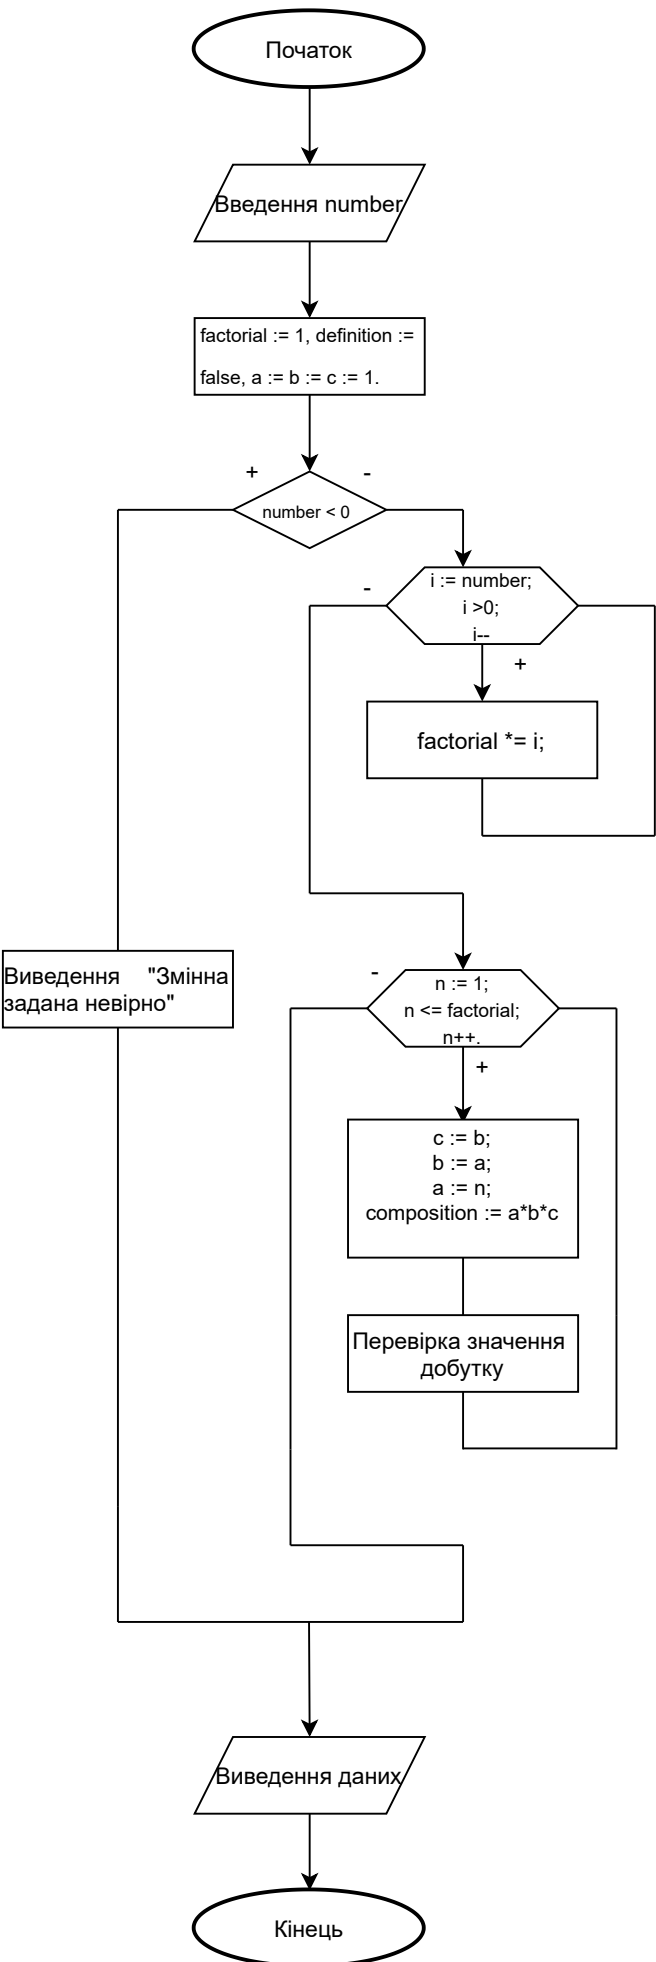 Початок
Введення number
factorial := 1, definition :=
false, a := b := c := 1.
+
-
number < 0
i := number;
i >0;
i--
-
+
factorial *= i;
Виведення "Змінна
задана невірно"
-
n := 1;
n <= factorial;
n++.
+
c := b;
b := a;
a := n;
composition := a*b*c
Перевірка значення
добутку
Виведення даних
Кінець